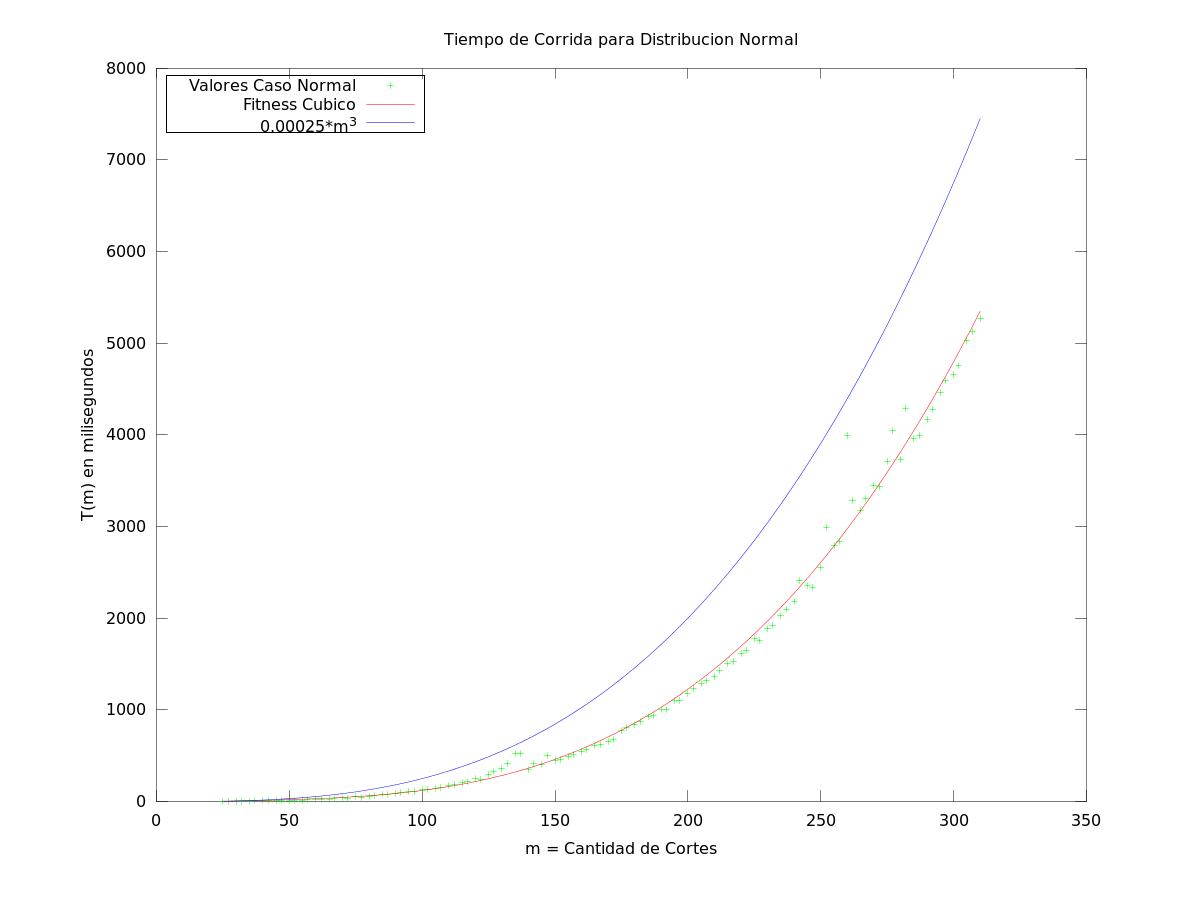 Tiempo de Corrida para Distribucion Normal
Valores Caso Normal
Fitness Cubico
0.00025*m^3
8000
7000
6000
5000
4000
3000
2000
1000
0
T(m) en milisegundos
0 50 100 150 200 250 300 350
m = Cantidad de Cortes